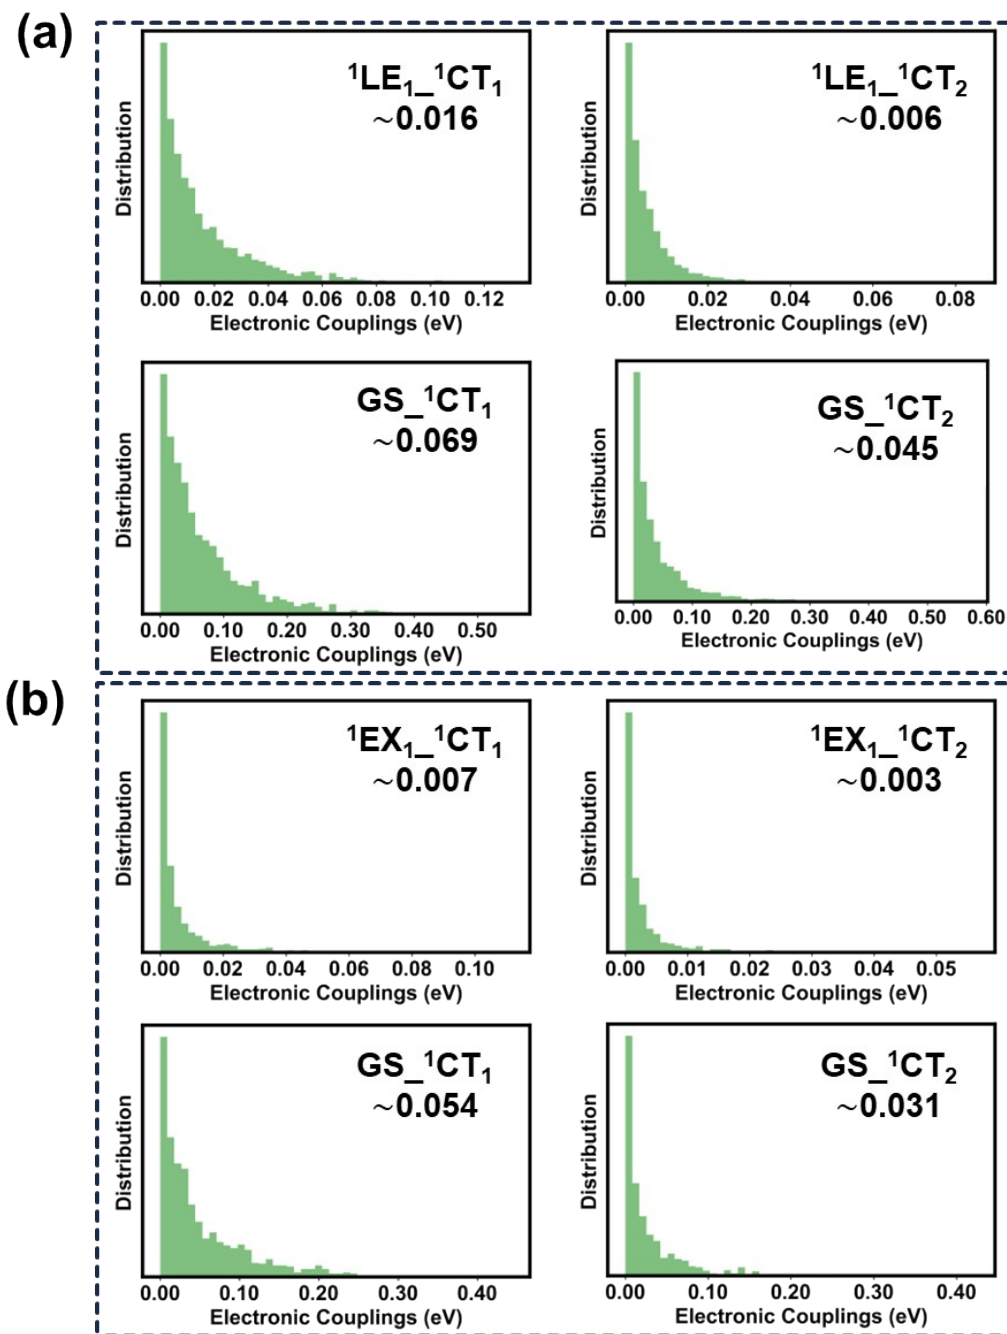 (a)
¹LE₁_¹CT₁
~0.016
Distribution
0.00 0.02 0.04 0.06 0.08 0.10 0.12
Electronic Couplings (eV)
¹LE₁_¹CT₂
~0.006
Distribution
0.00 0.02 0.04 0.06 0.08
Electronic Couplings (eV)
GS_¹CT₁
~0.069
Distribution
0.00 0.10 0.20 0.30 0.40 0.50
Electronic Couplings (eV)
GS_¹CT₂
~0.045
Distribution
0.00 0.10 0.20 0.30 0.40 0.50 0.60
Electronic Couplings (eV)
(b)
¹EX₁_¹CT₁
~0.007
Distribution
0.00 0.02 0.04 0.06 0.08 0.10
Electronic Couplings (eV)
¹EX₁_¹CT₂
~0.003
Distribution
0.00 0.01 0.02 0.03 0.04 0.05
Electronic Couplings (eV)
GS_¹CT₁
~0.054
Distribution
0.00 0.10 0.20 0.30 0.40
Electronic Couplings (eV)
GS_¹CT₂
~0.031
Distribution
0.00 0.10 0.20 0.30 0.40
Electronic Couplings (eV)